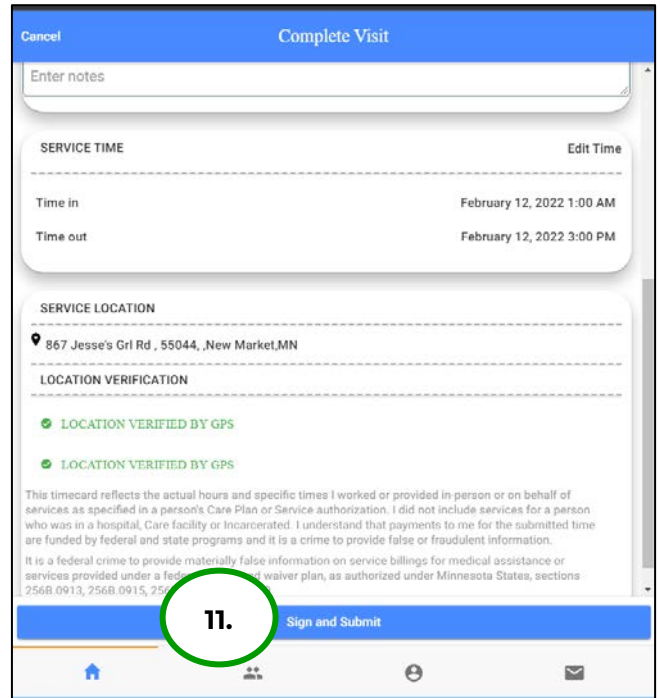 Cancel
Complete Visit
Enter notes
SERVICE TIME
Edit Time
Time in
February 12, 2022 1:00 AM
Time out
February 12, 2022 3:00 PM
SERVICE LOCATION
867 Jesse's Grl Rd , 55044, ,New Market,MN
LOCATION VERIFICATION
LOCATION VERIFIED BY GPS
LOCATION VERIFIED BY GPS
This timecard reflects the actual hours and specific times I worked or provided in-person or on behalf of
services as specified in a person's Care Plan or Service authorization. I did not include services for a person
who was in a hospital, Care facility or Incarcerated. I understand that payments to me for the submitted time
are funded by federal and state programs and it is a crime to provide false or fraudulent information.
It is a federal crime to provide materially false information on service billings for medical assistance or
services provided under a waiver plan, as authorized under Minnesota States, sections
256B.0913, 256B.0915,
11.
Sign and Submit